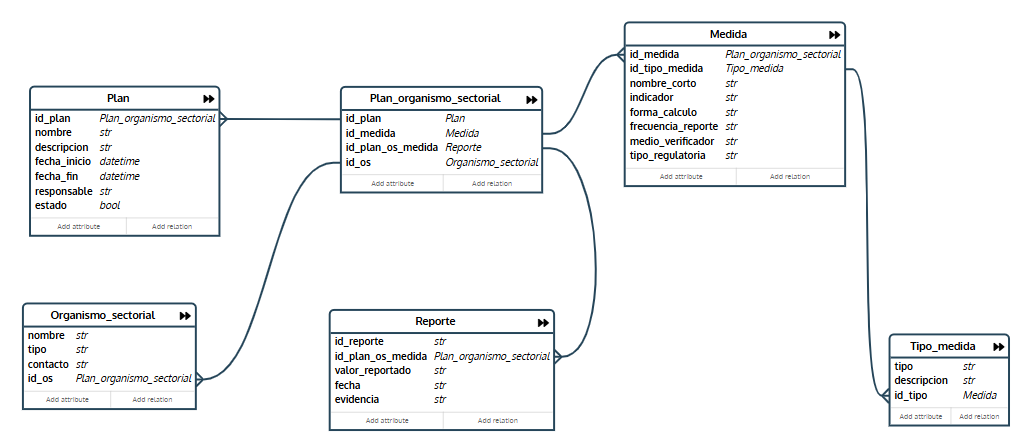 Plan
id_plan Plan_organismo_sectorial
nombre str
descripcion str
fecha_inicio datetime
fecha_fin datetime
responsable str
estado bool
Add attribute Add relation
Plan_organismo_sectorial
id_plan Plan
id_medida Medida
id_plan_os_medida Reporte
id_os Organismo_sectorial
Add attribute Add relation
Medida
id_medida Plan_organismo_sectorial
id_tipo_medida Tipo_medida
nombre_corto str
indicador str
forma_calculo str
frecuencia_reporte str
medio_verificador str
tipo_regulatoria str
Add attribute Add relation
Organismo_sectorial
nombre str
tipo str
contacto str
id_os Plan_organismo_sectorial
Add attribute Add relation
Reporte
id_reporte str
id_plan_os_medida Plan_organismo_sectorial
valor_reportado str
fecha str
evidencia str
Add attribute Add relation
Tipo_medida
tipo str
descripcion str
id_tipo Medida
Add attribute Add relation